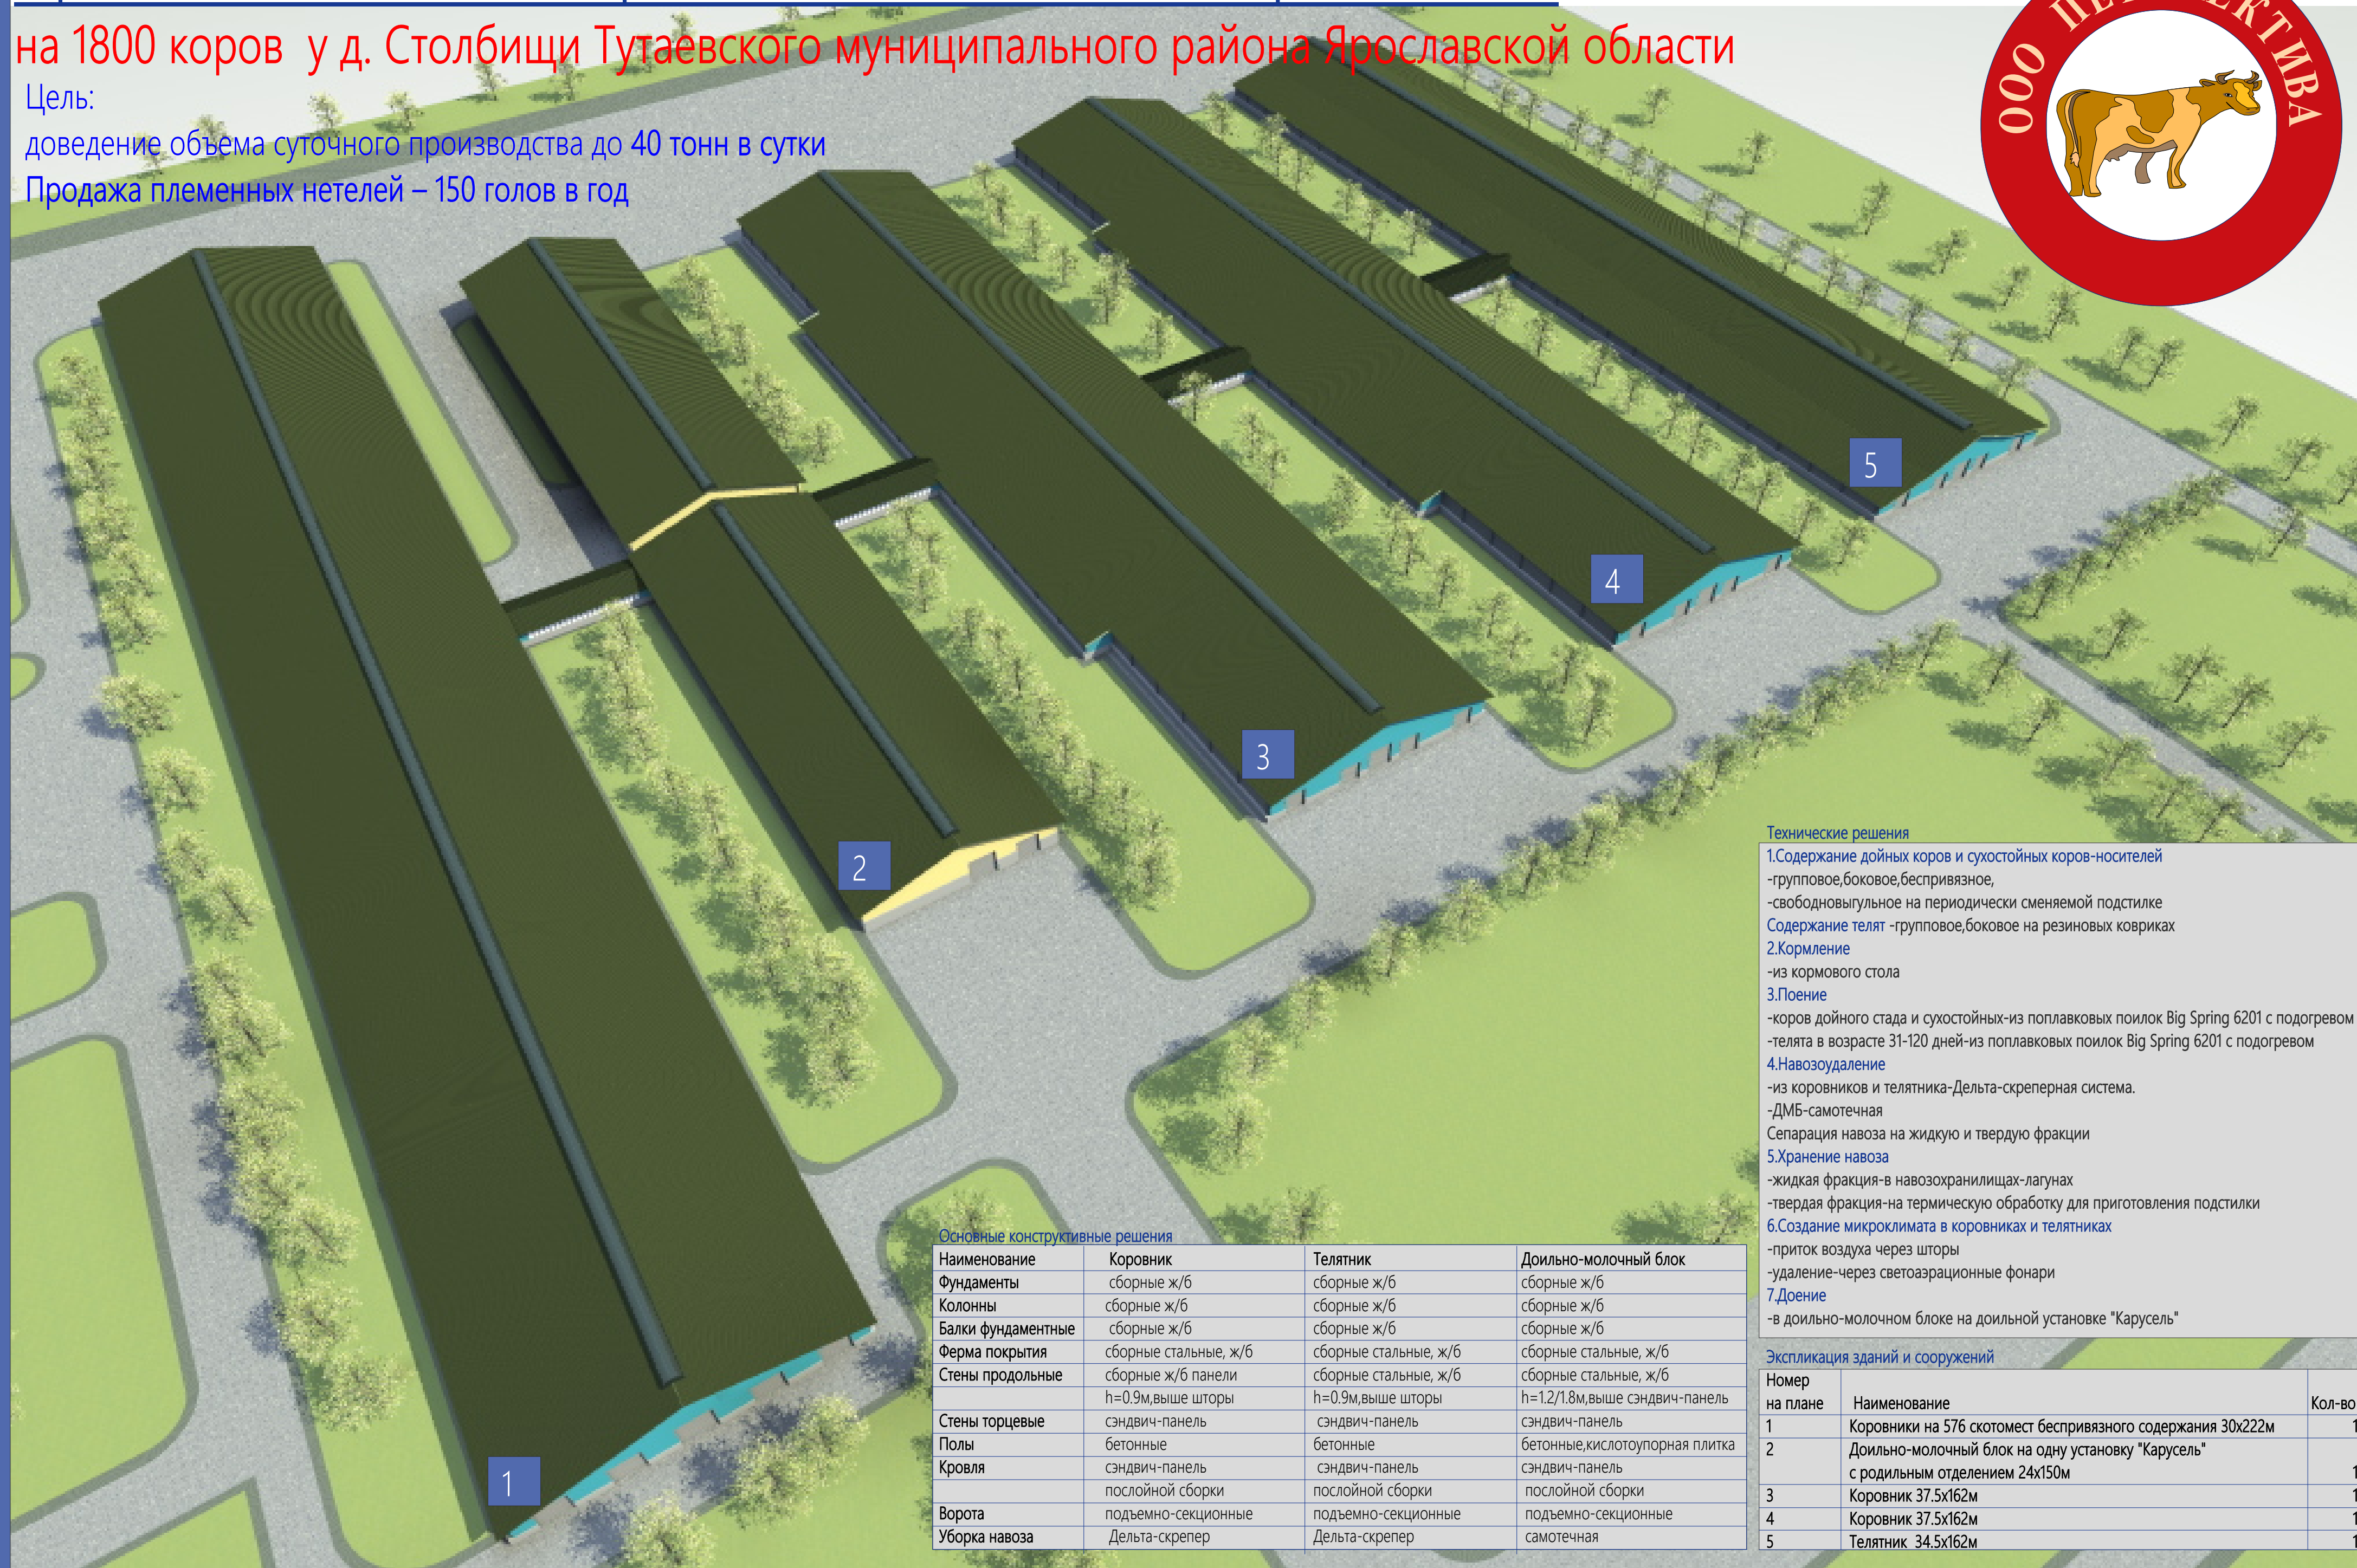 на 1800 коров у д. Столбищи Тутаевского муниципального района Ярославской области
ООО
Цель:
доведение объема суточного производства до 40 тонн в сутки
Продажа племенных нетелей – 150 голов в год
5
4
3
2
1
Технические решения
1.Содержание дойных коров и сухостойных коров-носителей
-групповое,боковое,беспривязное,
-свободновыгульное на периодически сменяемой подстилке
Содержание телят -групповое,боковое на резиновых ковриках
2.Кормление
-из кормового стола
3.Поение
-коров дойного стада и сухостойных-из поплавковых поилок Big Spring 6201 с подогревом
-телята в возрасте 31-120 дней-из поплавковых поилок Big Spring 6201 с подогревом
4.Навозоудаление
-из коровников и телятника-Дельта-скреперная система.
-ДМБ-самотечная
Сепарация навоза на жидкую и твердую фракции
5.Хранение навоза
-жидкая фракция-в навозохранилищах-лагунах
-твердая фракция-на термическую обработку для приготовления подстилки
6.Создание микроклимата в коровниках и телятниках
-приток воздуха через шторы
-удаление-через светоаэрационные фонари
7.Доение
-в доильно-молочном блоке на доильной установке "Карусель"
Основные конструктивные решения
Наименование Коровник Телятник Доильно-молочный блок
Фундаменты сборные ж/б сборные ж/б сборные ж/б
Колонны сборные ж/б сборные ж/б сборные ж/б
Балки фундаментные сборные ж/б сборные ж/б сборные ж/б
Ферма покрытия сборные стальные, ж/б сборные стальные, ж/б сборные стальные, ж/б
Стены продольные сборные ж/б панели сборные стальные, ж/б сборные стальные, ж/б
h=0.9м,выше шторы h=0.9м,выше шторы h=1.2/1.8м,выше сэндвич-панель
Стены торцевые сэндвич-панель сэндвич-панель сэндвич-панель
Полы бетонные бетонные бетонные,кислотоупорная плитка
Кровля сэндвич-панель сэндвич-панель сэндвич-панель
послойной сборки послойной сборки послойной сборки
Ворота подъемно-секционные подъемно-секционные подъемно-секционные
Уборка навоза Дельта-скрепер Дельта-скрепер самотечная
Экспликация зданий и сооружений
Номер
на плане Наименование Кол-во
1 Коровники на 576 скотомест беспривязного содержания 30х222м 1
2 Доильно-молочный блок на одну установку "Карусель"
с родильным отделением 24х150м 1
3 Коровник 37.5х162м 1
4 Коровник 37.5х162м 1
5 Телятник 34.5х162м 1